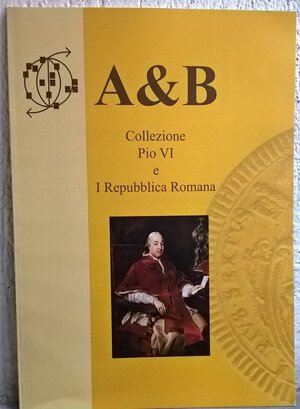 A&B
Collezione
Pio VI
e
I Repubblica Romana